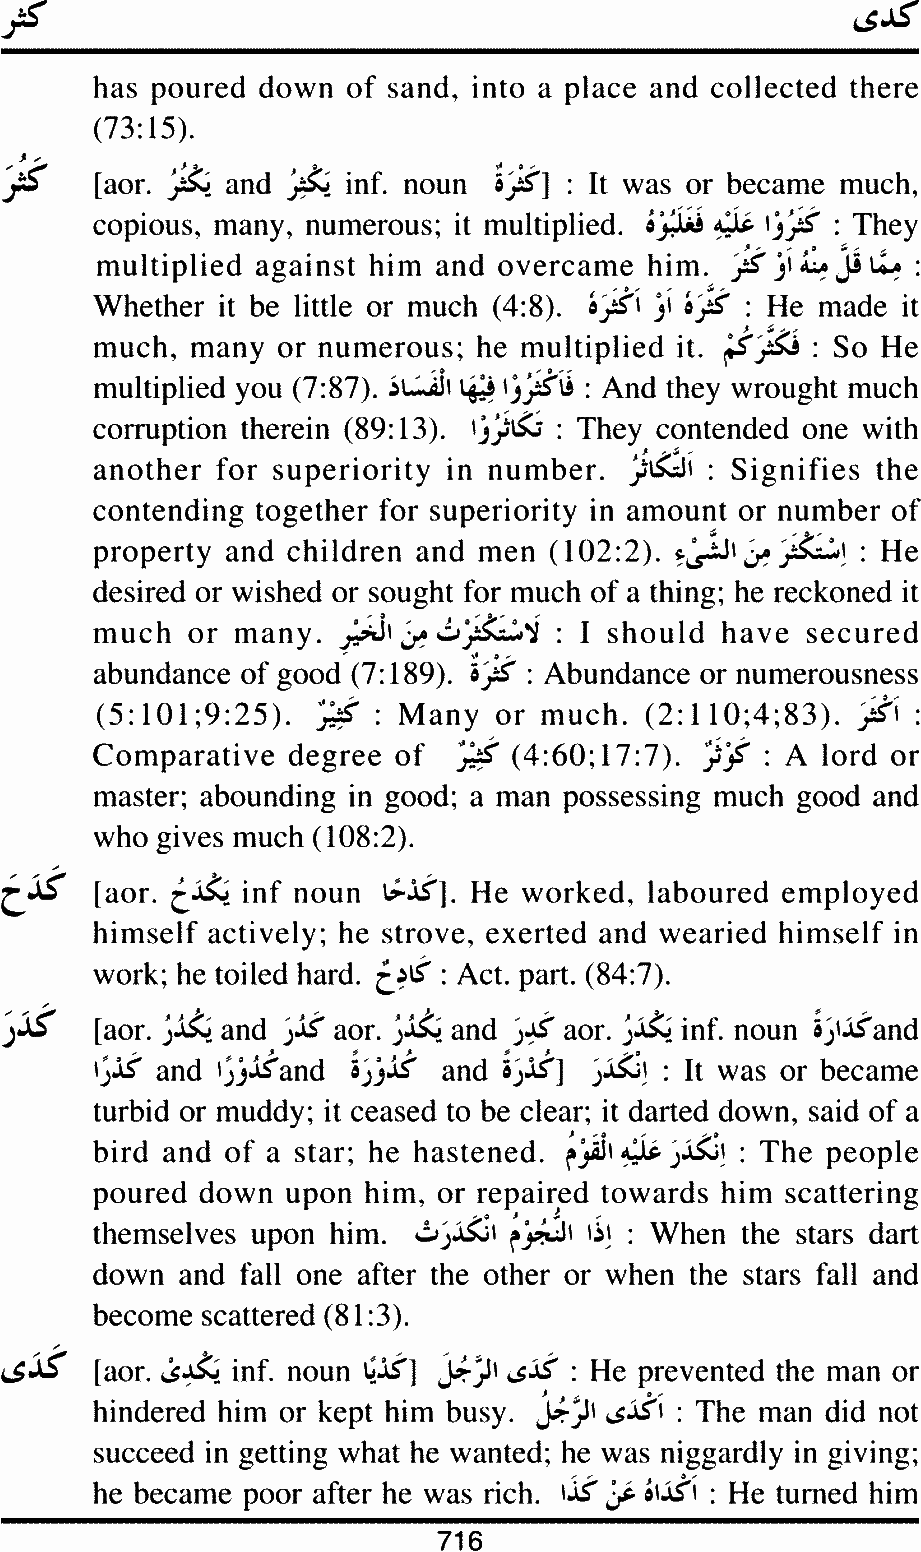 كثر كدى
has poured down of sand, into a place and collected there
(73:15).
كَثُرَ [aor. يَكْثُرُ and يَكْثِرُ inf. noun كَثْرَةٌ] : It was or became much,
copious, many, numerous; it multiplied. كَثُرُوْا عَلَيْهِ فَغَلَبُوْهُ : They
multiplied against him and overcame him. مِمَّا قَلَّ مِنْهُ اَوْ كَثُرَ :
Whether it be little or much (4:8). كَثَّرَهُ اَوْ اَكْثَرَهُ : He made it
much, many or numerous; he multiplied it. فَكَثَّرَكُمْ : So He
multiplied you (7:87). فَاَكْثَرُوْا فِيْهَا الْفَسَادَ : And they wrought much
corruption therein (89:13). تَكَاثَرُوْا : They contended one with
another for superiority in number. اَلتَّكَاثُرُ : Signifies the
contending together for superiority in amount or number of
property and children and men (102:2). اِسْتَكْثَرَ مِنَ الشَّىْءِ : He
desired or wished or sought for much of a thing; he reckoned it
much or many. لَاسْتَكْثَرْتُ مِنَ الْخَيْرِ : I should have secured
abundance of good (7:189). كَثْرَةٌ : Abundance or numerousness
(5:101;9:25). كَثِيْرٌ : Many or much. (2:110;4;83). اَكْثَرَ :
Comparative degree of كَثِيْرٌ (4:60;17:7). كَوْثَرٌ : A lord or
master; abounding in good; a man possessing much good and
who gives much (108:2).
كَدَحَ [aor. يَكْدَحُ inf noun كَدْحًا]. He worked, laboured employed
himself actively; he strove, exerted and wearied himself in
work; he toiled hard. كَادِحٌ : Act. part. (84:7).
كَدَرَ [aor. يَكْدُرُ and كَدُرَ aor. يَكْدُرُ and كَدِرَ aor. يَكْدَرُ inf. noun كَدَارَةٌ and
كَدْرًا and كُدُوْرًا and كُدُوْرَةٌ and كُدْرَةٌ] اِنْكَدَرَ : It was or became
turbid or muddy; it ceased to be clear; it darted down, said of a
bird and of a star; he hastened. اِنْكَدَرَ عَلَيْهِ الْقَوْمُ : The people
poured down upon him, or repaired towards him scattering
themselves upon him. اِذَا النُّجُوْمُ انْكَدَرَتْ : When the stars dart
down and fall one after the other or when the stars fall and
become scattered (81:3).
كَدَى [aor. يَكْدِىْ inf. noun كَدْيًا] كَدَى الرَّجُلَ : He prevented the man or
hindered him or kept him busy. اَكْدَى الرَّجُلُ : The man did not
succeed in getting what he wanted; he was niggardly in giving;
he became poor after he was rich. اَكْدَاهُ عَنْ كَذَا : He turned him
716